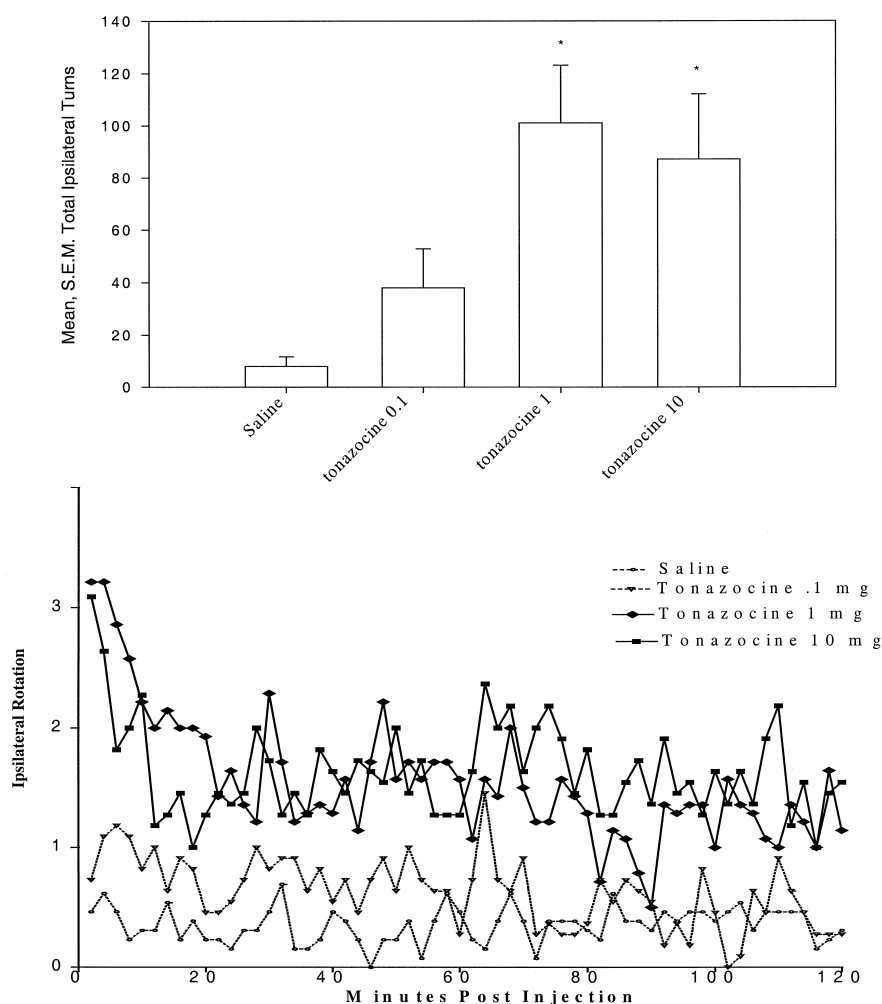 140
120
100
80
60
40
20
0
Mean, S.E.M. Total Ipsilateral Turns
* *
Saline
tonazocine 0.1
tonazocine 1
tonazocine 10
Saline
Tonazocine .1 mg
Tonazocine 1 mg
Tonazocine 10 mg
3
2
1
0
Ipsilateral Rotation
0 20 40 60 80 100 120
Minutes Post Injection